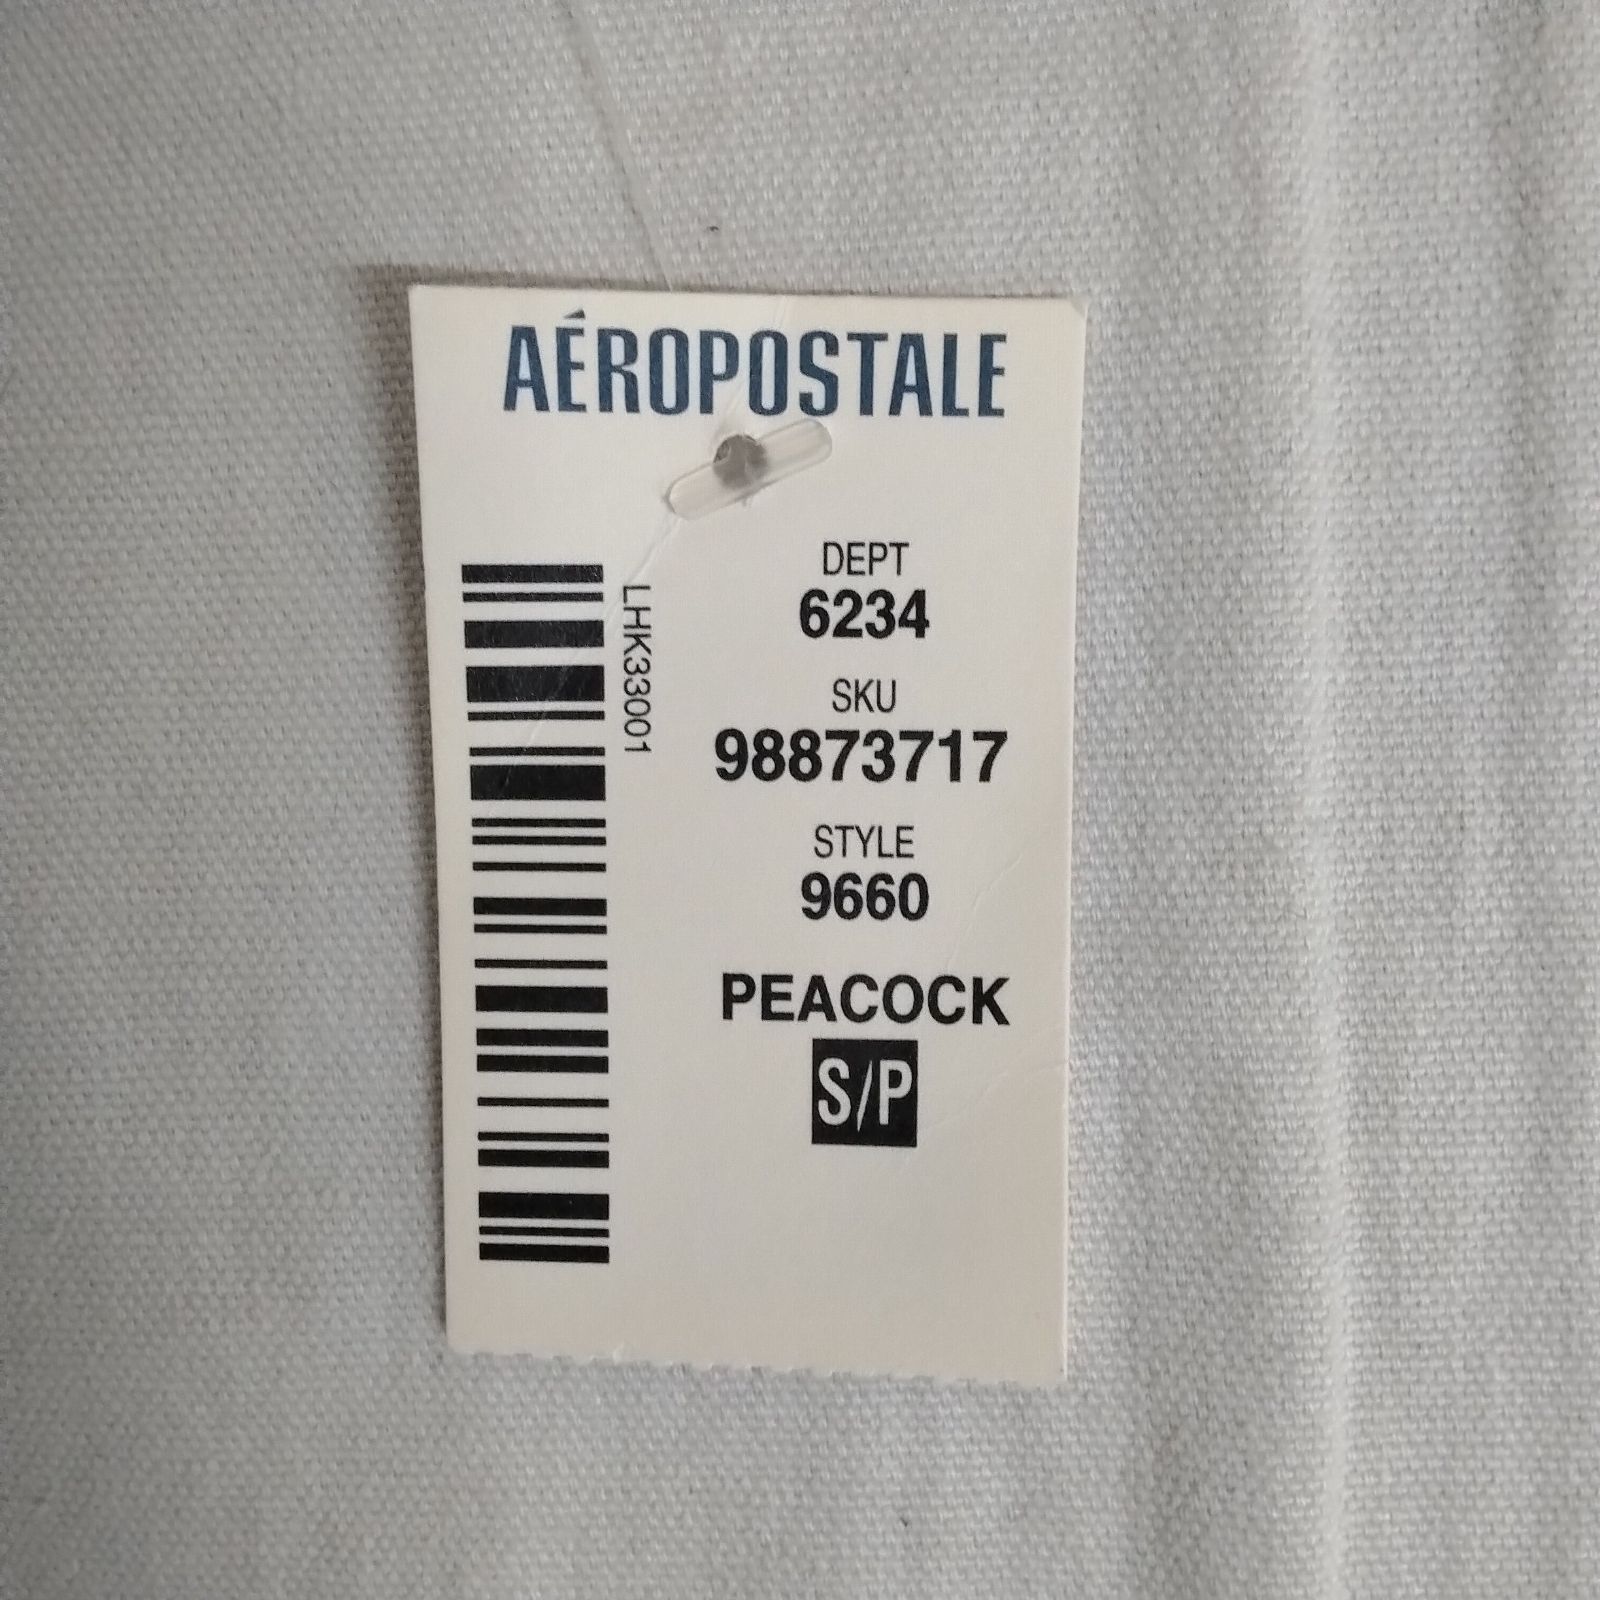 AÉROPOSTALE
LHK33001
DEPT
6234
SKU
98873717
STYLE
9660
PEACOCK
S/P